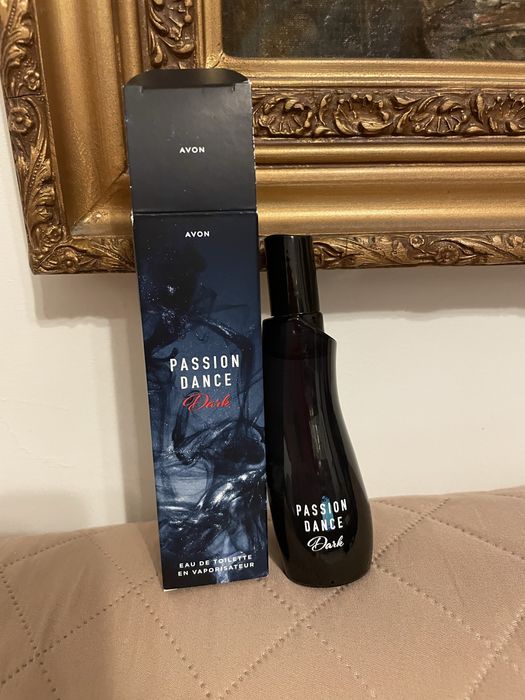 AVON
AVON
PASSION
DANCE
Dark
EAU DE TOILETTE
EN VAPORISATEUR
PASSION
DANCE
Dark